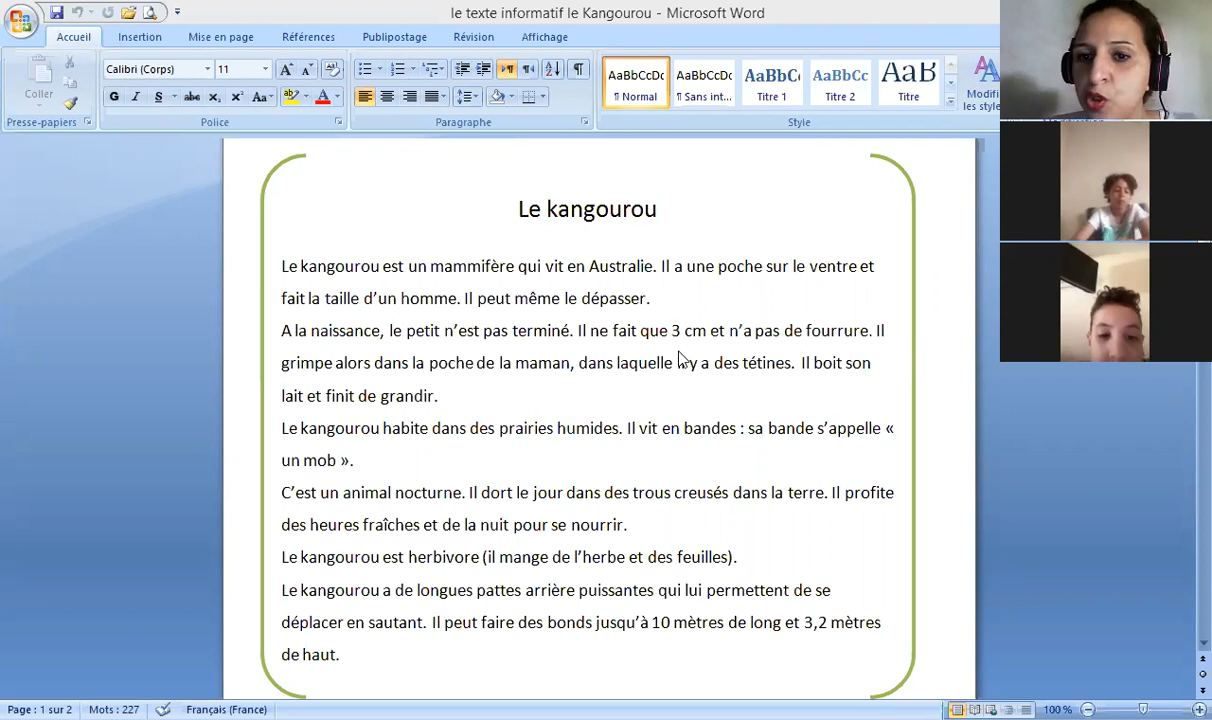 le texte informatif le Kangourou - Microsoft Word
Accueil Insertion Mise en page Références Publipostage Révision Affichage
Calibri (Corps) 11
AaBbCcDc AaBbCcDc AaBbC AaBbCc AaB
Coller
G I S abc X₂ X² Aa A
¶ Normal ¶ Sans int... Titre 1 Titre 2 Titre
Modifi
les style
Presse-papiers Police Paragraphe Style
Le kangourou
Le kangourou est un mammifère qui vit en Australie. Il a une poche sur le ventre et
fait la taille d’un homme. Il peut même le dépasser.
A la naissance, le petit n’est pas terminé. Il ne fait que 3 cm et n’a pas de fourrure. Il
grimpe alors dans la poche de la maman, dans laquelle y a des tétines. Il boit son
lait et finit de grandir.
Le kangourou habite dans des prairies humides. Il vit en bandes : sa bande s’appelle «
un mob ».
C’est un animal nocturne. Il dort le jour dans des trous creusés dans la terre. Il profite
des heures fraîches et de la nuit pour se nourrir.
Le kangourou est herbivore (il mange de l’herbe et des feuilles).
Le kangourou a de longues pattes arrière puissantes qui lui permettent de se
déplacer en sautant. Il peut faire des bonds jusqu’à 10 mètres de long et 3,2 mètres
de haut.
Page : 1 sur 2 Mots : 227 Français (France) 100 %